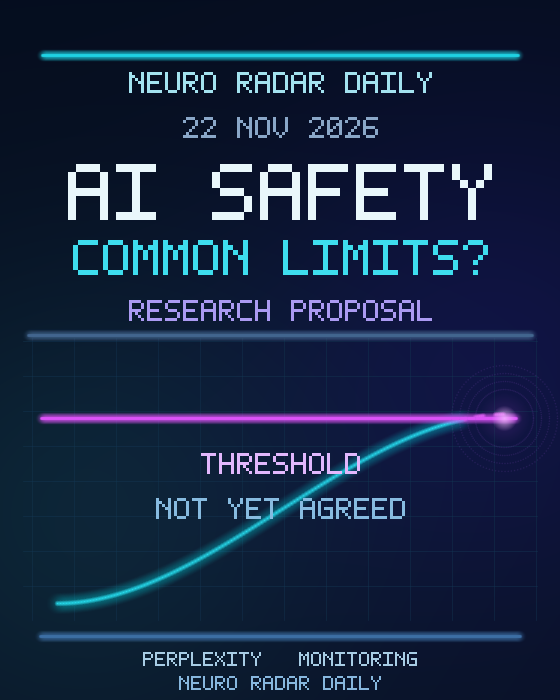 NEURO RADAR DAILY
22 NOV 2026
AI SAFETY
COMMON LIMITS?
RESEARCH PROPOSAL
THRESHOLD
NOT YET AGREED
PERPLEXITY MONITORING
NEURO RADAR DAILY